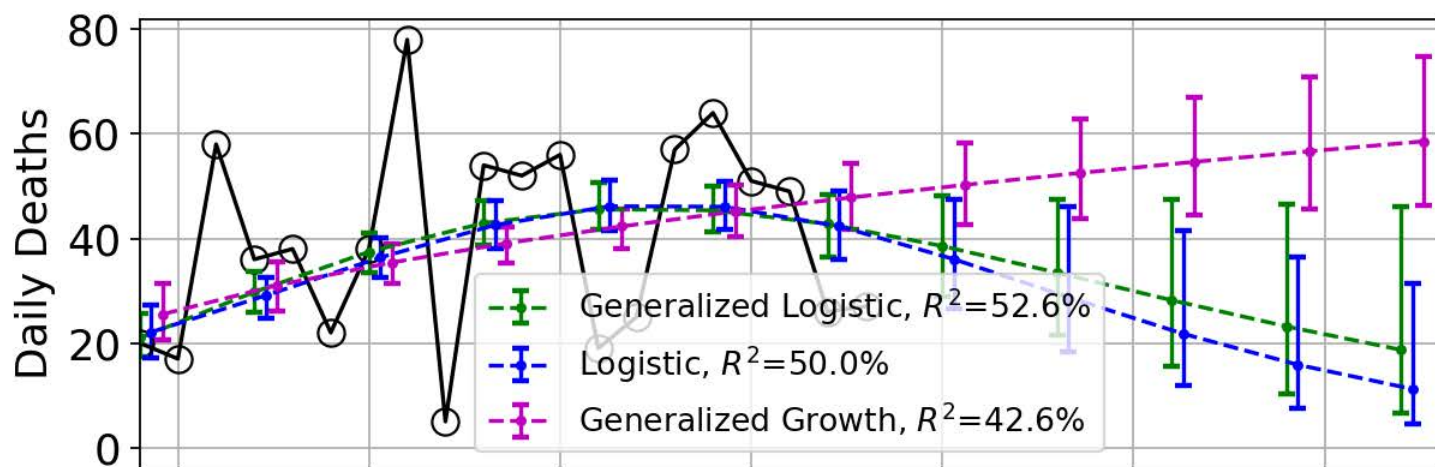 80
60
40
20
0
Daily Deaths
Generalized Logistic, R²=52.6%
Logistic, R²=50.0%
Generalized Growth, R²=42.6%